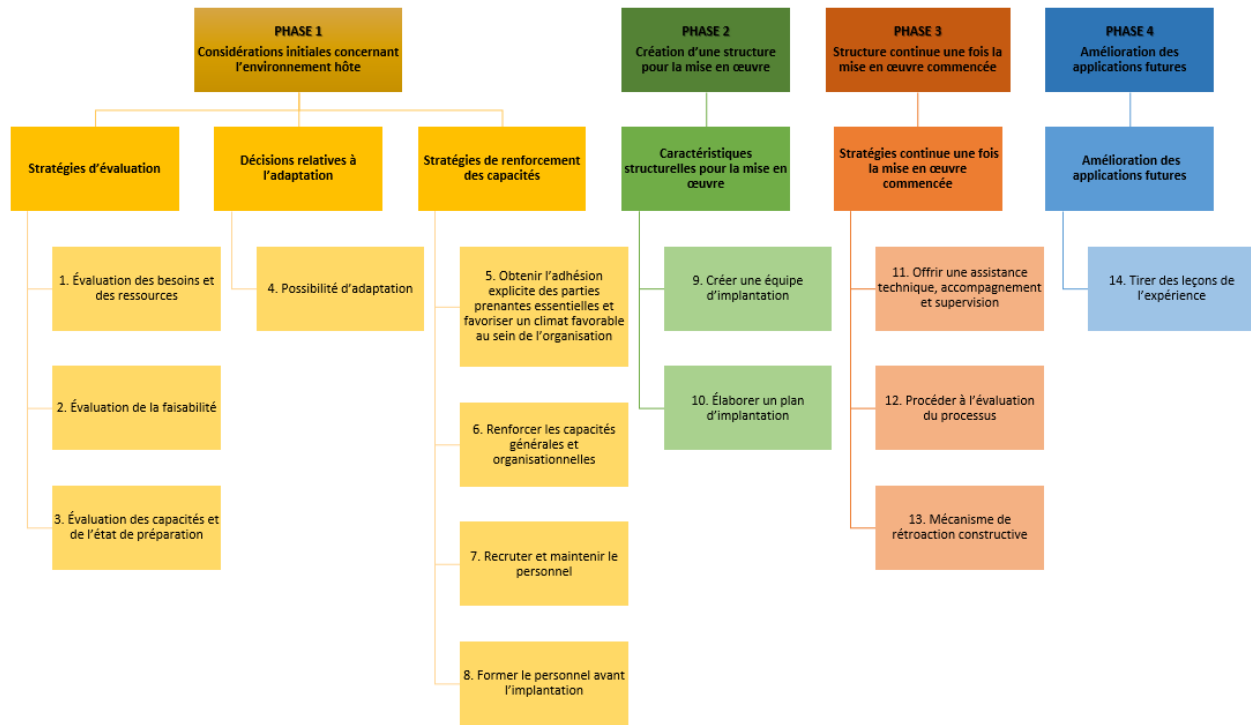 PHASE 1
Considérations initiales concernant
l’environnement hôte
Stratégies d’évaluation
1. Évaluation des besoins et
des ressources
2. Évaluation de la faisabilité
3. Évaluation des capacités et
de l’état de préparation
Décisions relatives à
l’adaptation
4. Possibilité d’adaptation
Stratégies de renforcement
des capacités
5. Obtenir l’adhésion
explicite des parties
prenantes essentielles et
favoriser un climat favorable
au sein de l’organisation
6. Renforcer les capacités
générales et
organisationnelles
7. Recruter et maintenir le
personnel
8. Former le personnel avant
l’implantation
PHASE 2
Création d’une structure
pour la mise en œuvre
Caractéristiques
structurelles pour la mise en
œuvre
9. Créer une équipe
d’implantation
10. Élaborer un plan
d’implantation
PHASE 3
Structure continue une fois la
mise en œuvre commencée
Stratégies continue une fois
la mise en œuvre
commencée
11. Offrir une assistance
technique, accompagnement
et supervision
12. Procéder à l’évaluation
du processus
13. Mécanisme de
rétroaction constructive
PHASE 4
Amélioration des
applications futures
Amélioration des
applications futures
14. Tirer des leçons de
l’expérience